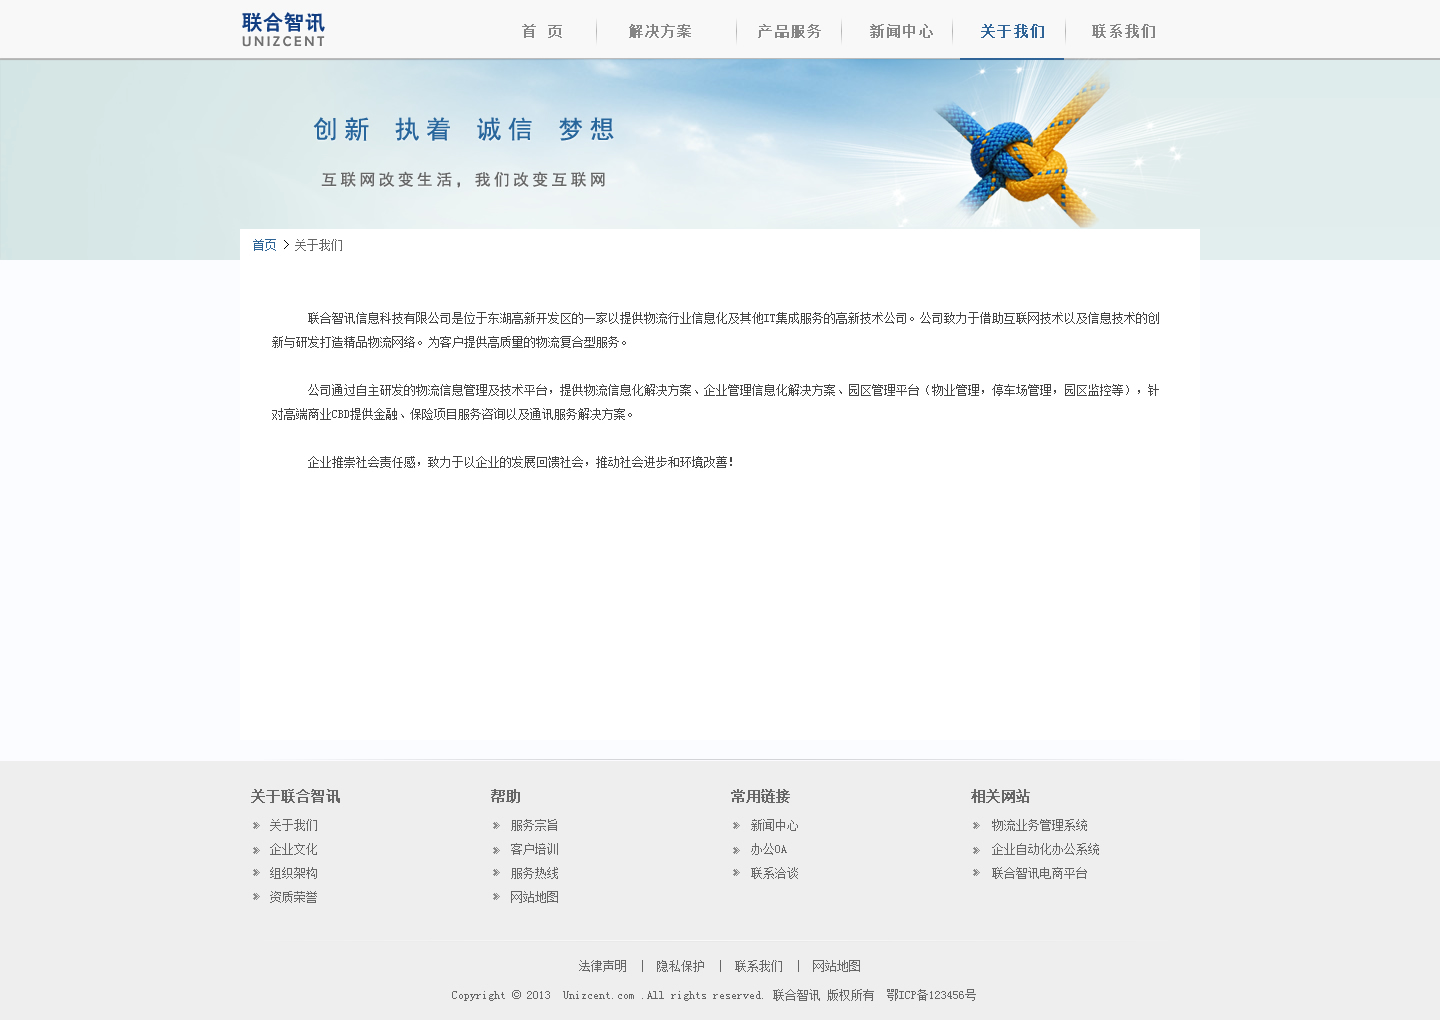 联合智讯
UNIZCENT
首 页
解决方案
产品服务
新闻中心
关于我们
联系我们
创新 执着 诚信 梦想
互联网改变生活，我们改变互联网
首页 > 关于我们
联合智讯信息科技有限公司是位于东湖高新开发区的一家以提供物流行业信息化及其他IT集成服务的高新技术公司。公司致力于借助互联网技术以及信息技术的创
新与研发打造精品物流网络。为客户提供高质量的物流复合型服务。
公司通过自主研发的物流信息管理及技术平台，提供物流信息化解决方案、企业管理信息化解决方案、园区管理平台（物业管理，停车场管理，园区监控等），针
对高端商业CBD提供金融、保险项目服务咨询以及通讯服务解决方案。
企业推崇社会责任感，致力于以企业的发展回馈社会，推动社会进步和环境改善！
关于联合智讯
关于我们
企业文化
组织架构
资质荣誉
帮助
服务宗旨
客户培训
服务热线
网站地图
常用链接
新闻中心
办公OA
联系洽谈
相关网站
物流业务管理系统
企业自动化办公系统
联合智讯电商平台
法律声明 | 隐私保护 | 联系我们 | 网站地图
Copyright © 2013 Unizcent.com .All rights reserved. 联合智讯 版权所有 鄂ICP备123456号